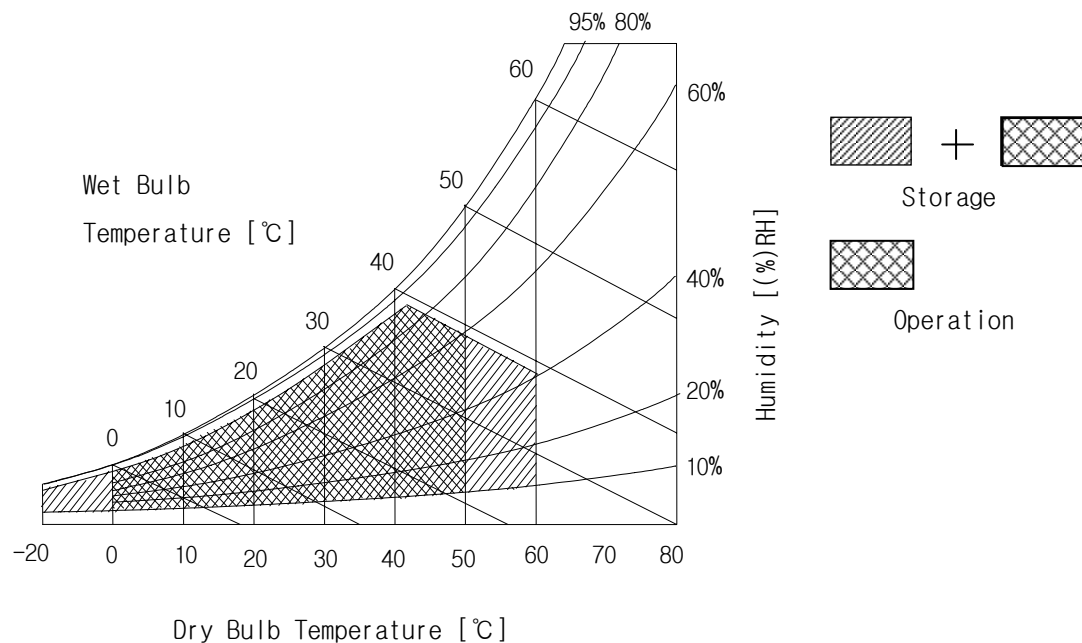 95% 80%
60
60%
50
Wet Bulb
Temperature [℃]
Storage
40
40%
30
Humidity [(%)RH]
Operation
20
20%
10
10%
0
-20 0 10 20 30 40 50 60 70 80
Dry Bulb Temperature [℃]